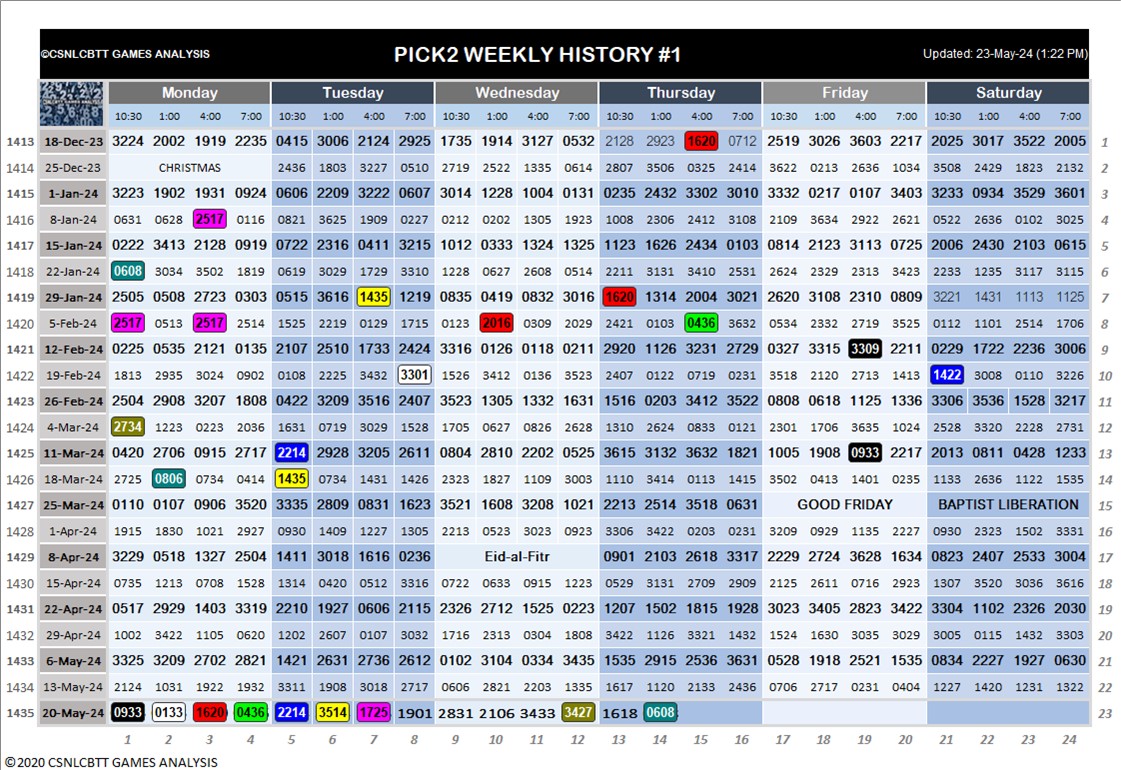 ©CSNLCBTT GAMES ANALYSIS PICK2 WEEKLY HISTORY #1 Updated: 23-May-24 (1:22 PM)
Monday Tuesday Wednesday Thursday Friday Saturday
10:30 1:00 4:00 7:00 10:30 1:00 4:00 7:00 10:30 1:00 4:00 7:00 10:30 1:00 4:00 7:00 10:30 1:00 4:00 7:00 10:30 1:00 4:00 7:00
1413 18-Dec-23 3224 2002 1919 2235 0415 3006 2124 2925 1735 1914 3127 0532 2128 2923 1620 0712 2519 3026 3603 2217 2025 3017 3522 2005 1
1414 25-Dec-23 CHRISTMAS 2436 1803 3227 0510 2719 2522 1335 0614 2807 3506 0325 2414 3622 0213 2636 1034 3508 2429 1823 2132 2
1415 1-Jan-24 3223 1902 1931 0924 0606 2209 3222 0607 3014 1228 1004 0131 0235 2432 3302 3010 3332 0217 0107 3403 3233 0934 3529 3601 3
1416 8-Jan-24 0631 0628 2517 0116 0821 3625 1909 0227 0212 0202 1305 1923 1008 2306 2412 3108 2109 3634 2922 2621 0522 2636 0102 3025 4
1417 15-Jan-24 0222 3413 2128 0919 0722 2316 0411 3215 1012 0333 1324 1325 1123 1626 2434 0103 0814 2123 3113 0725 2006 2430 2103 0615 5
1418 22-Jan-24 0608 3034 3502 1819 0619 3029 1729 3310 1228 0627 2608 0514 2211 3131 3410 2531 2624 2329 2313 3423 2233 1235 3117 3115 6
1419 29-Jan-24 2505 0508 2723 0303 0515 3616 1435 1219 0835 0419 0832 3016 1620 1314 2004 3021 2620 3108 2310 0809 3221 1431 1113 1125 7
1420 5-Feb-24 2517 0513 2517 2514 1525 2219 0129 1715 0123 2016 0309 2029 2421 0103 0436 3632 0534 2332 2719 3525 0112 1101 2514 1706 8
1421 12-Feb-24 0225 0535 2121 0135 2107 2510 1733 2424 3316 0126 0118 0211 2920 1126 3231 2729 0327 3315 3309 2211 0229 1722 2236 3006 9
1422 19-Feb-24 1813 2935 3024 0902 0108 2225 3432 3301 1526 3412 0136 3523 2407 0122 0719 0231 3518 2120 2713 1413 1422 3008 0110 3226 10
1423 26-Feb-24 2504 2908 3207 1808 0422 3209 3516 2407 3523 1305 1332 1631 1516 0203 3412 3522 0808 0618 1125 1336 3306 3536 1528 3217 11
1424 4-Mar-24 2734 1223 0223 2036 1631 0719 3029 1528 1705 0627 0826 2628 1310 2624 0833 0121 2301 1706 3635 1024 2528 3320 2228 2731 12
1425 11-Mar-24 0420 2706 0915 2717 2214 2928 3205 2611 0804 2810 2202 0525 3615 3132 3632 1821 1005 1908 0933 2217 2013 0811 0428 1233 13
1426 18-Mar-24 2725 0806 0734 0414 1435 0734 1431 1426 2323 1827 1109 3003 1110 3414 0113 1415 3502 0413 1401 0235 1133 2636 1122 1535 14
1427 25-Mar-24 0110 0107 0906 3520 3335 2809 0831 1623 3521 1608 3208 1021 2213 2514 3518 0631 GOOD FRIDAY BAPTIST LIBERATION 15
1428 1-Apr-24 1915 1830 1021 2927 0930 1409 1227 1305 2213 0523 3023 0923 3306 3422 0203 0231 3209 0929 1135 2227 0930 2323 1502 3331 16
1429 8-Apr-24 3229 0518 1327 2504 1411 3018 1616 0236 Eid-al-Fitr 0901 2103 2618 3317 2229 2724 3628 1634 0823 2407 2533 3004 17
1430 15-Apr-24 0735 1213 0708 1528 1314 0420 0512 3316 0722 0633 0915 1223 0529 3131 2709 2909 2125 2611 0716 2923 1307 3520 3036 3616 18
1431 22-Apr-24 0517 2929 1403 3319 2210 1927 0606 2115 2326 2712 1525 0223 1207 1502 1815 1928 3023 3405 2823 3422 3304 1102 2326 2030 19
1432 29-Apr-24 1002 3422 1105 0620 1202 2607 0107 3032 1716 2313 0304 1808 3422 1126 3321 1432 1524 1630 3035 3029 3005 0115 1432 3303 20
1433 6-May-24 3325 3209 2702 2821 1421 2631 2736 2612 0102 3104 0334 3435 1535 2915 2536 3631 0528 1918 2521 1535 0834 2227 1927 0630 21
1434 13-May-24 2124 1031 1922 1932 3311 1908 3018 2717 0606 2821 2203 1335 1617 1120 2133 2436 0706 2717 0231 0404 1227 1420 1231 1322 22
1435 20-May-24 0933 0133 1620 0436 2214 3514 1725 1901 2831 2106 3433 3427 1618 0608 23
1 2 3 4 5 6 7 8 9 10 11 12 13 14 15 16 17 18 19 20 21 22 23 24
©2020 CSNLCBTT GAMES ANALYSIS